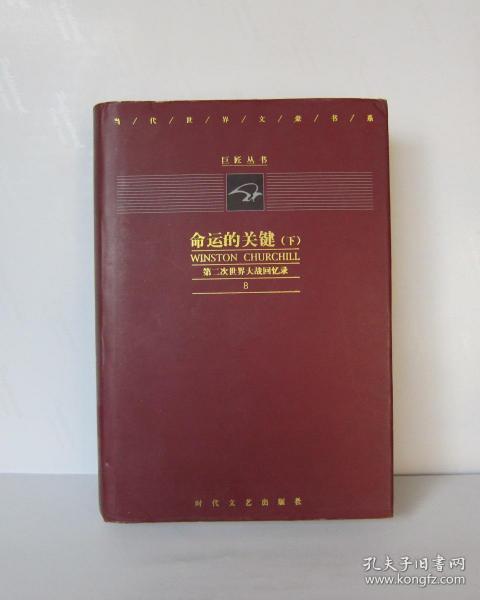 当/代/世/界/文/豪/书/系
巨匠丛书
命运的关键(下)
WINSTON CHURCHILL
第二次世界大战回忆录
8
时代文艺出版社
孔夫子旧书网
www.kongfz.com